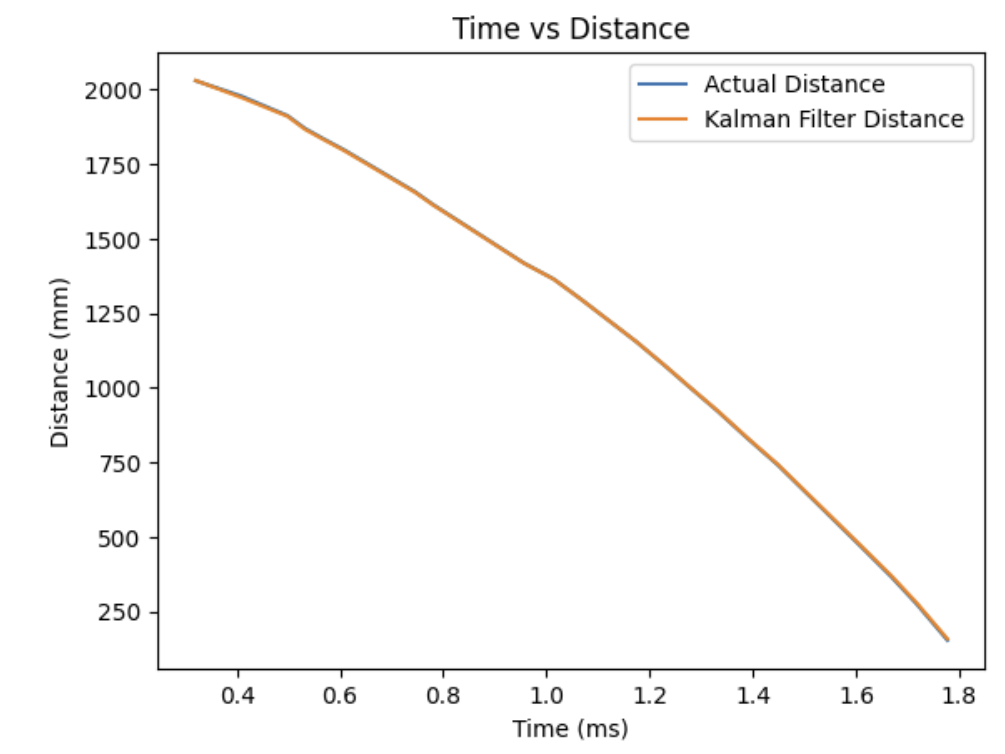 Time vs Distance
Actual Distance
Kalman Filter Distance
Distance (mm)
2000
1750
1500
1250
1000
750
500
250
0.4 0.6 0.8 1.0 1.2 1.4 1.6 1.8
Time (ms)